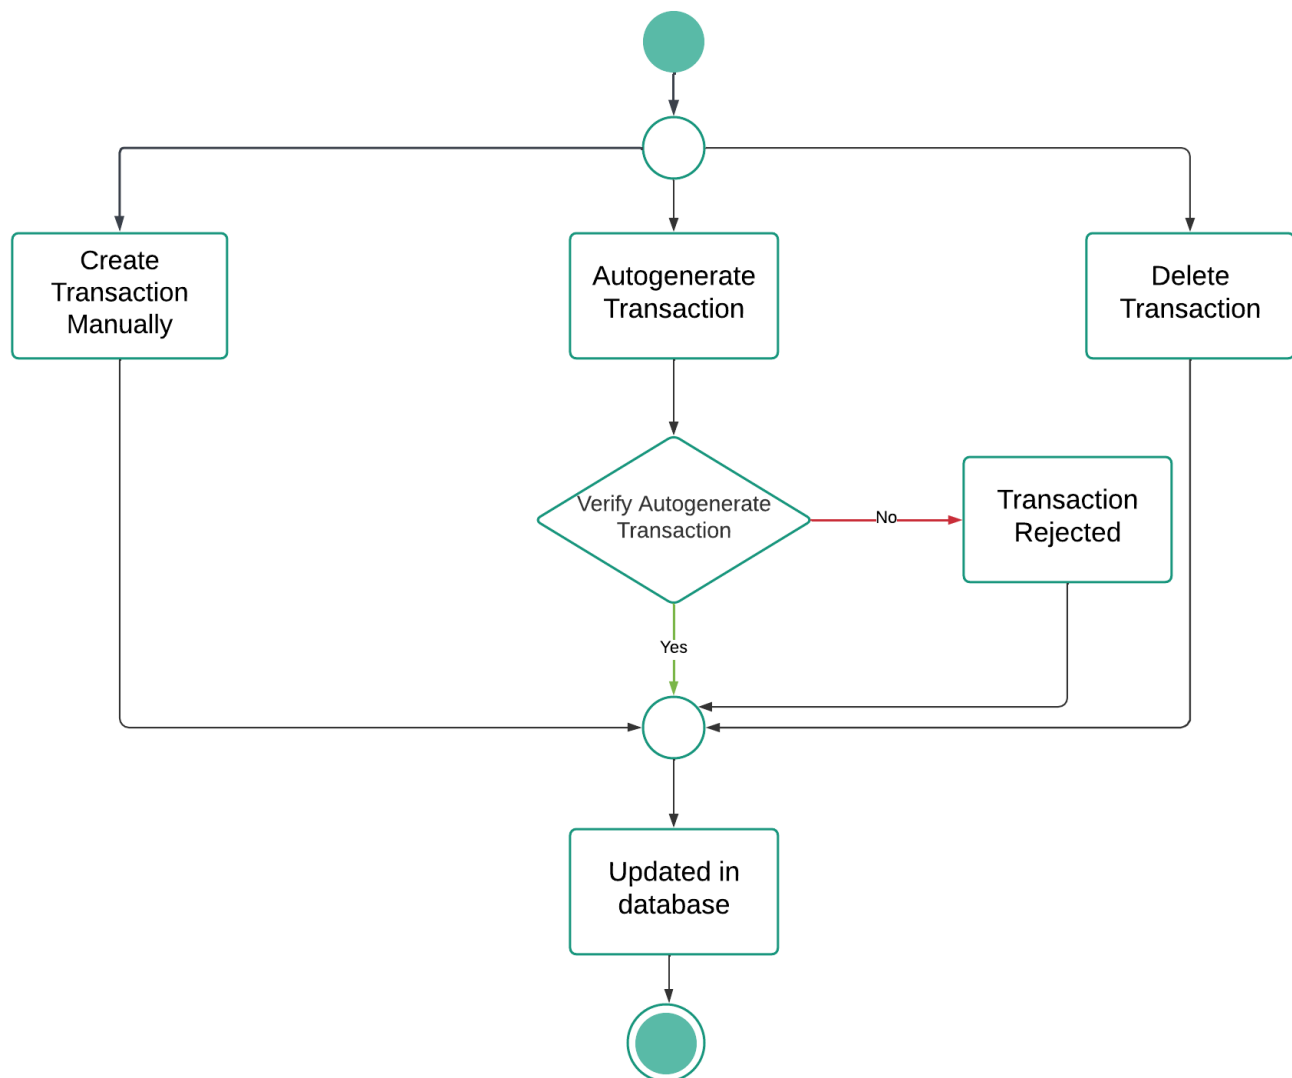 Create
Transaction
Manually
Autogenerate
Transaction
Delete
Transaction
Verify Autogenerate
Transaction
No
Transaction
Rejected
Yes
Updated in
database